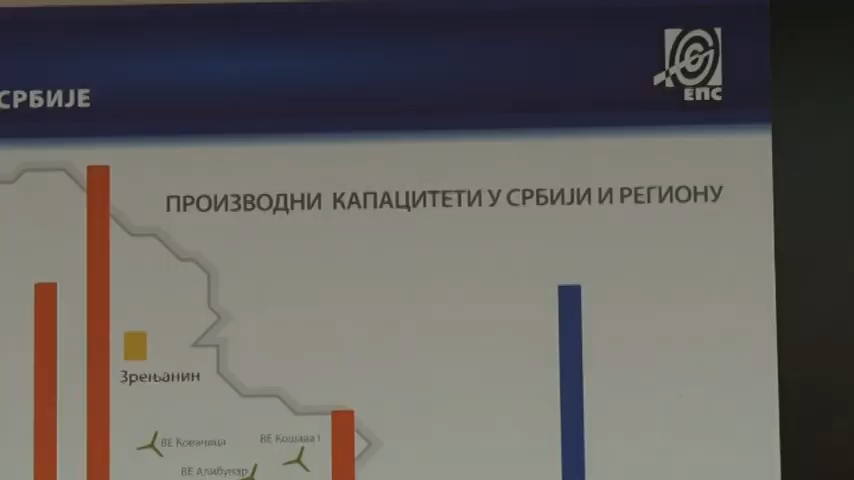 СРБИЈЕ
ЕПС
ПРОИЗВОДНИ КАПАЦИТЕТИ У СРБИЈИ И РЕГИОНУ
Зрењанин
ВЕ Ковачица
ВЕ Кошава I
ВЕ Алибунар